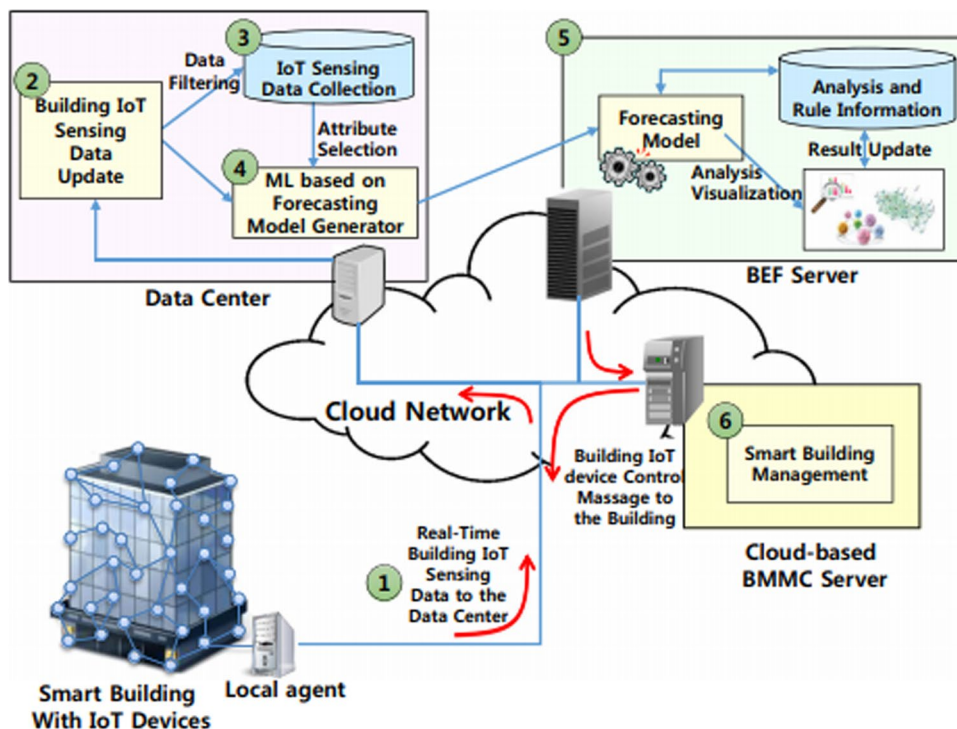 3
5
Data
Filtering
IoT Sensing
Data Collection
2
Building IoT
Sensing
Data
Update
Attribute
Selection
4
ML based on
Forecasting
Model Generator
Data Center
Forecasting
Model
Analysis and
Rule Information
Result Update
Analysis
Visualization
BEF Server
Cloud Network
6
Smart Building
Management
Building IoT
device Control
Massage to
the Building
Cloud-based
BMMC Server
1
Real-Time
Building IoT
Sensing
Data to the
Data Center
Local agent
Smart Building
With IoT Devices